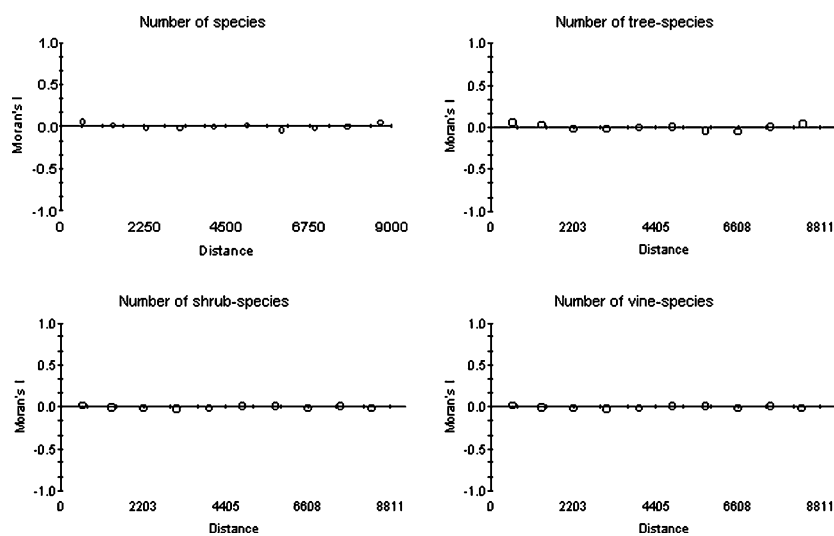 Number of species
1.0
0.5
0.0
-0.5
-1.0
Moran's I
0 2250 4500 6750 9000
Distance
Number of tree-species
1.0
0.5
0.0
-0.5
-1.0
Moran's I
0 2203 4405 6608 8811
Distance
Number of shrub-species
1.0
0.5
0.0
-0.5
-1.0
Moran's I
0 2203 4405 6608 8811
Distance
Number of vine-species
1.0
0.5
0.0
-0.5
-1.0
Moran's I
0 2203 4405 6608 8811
Distance